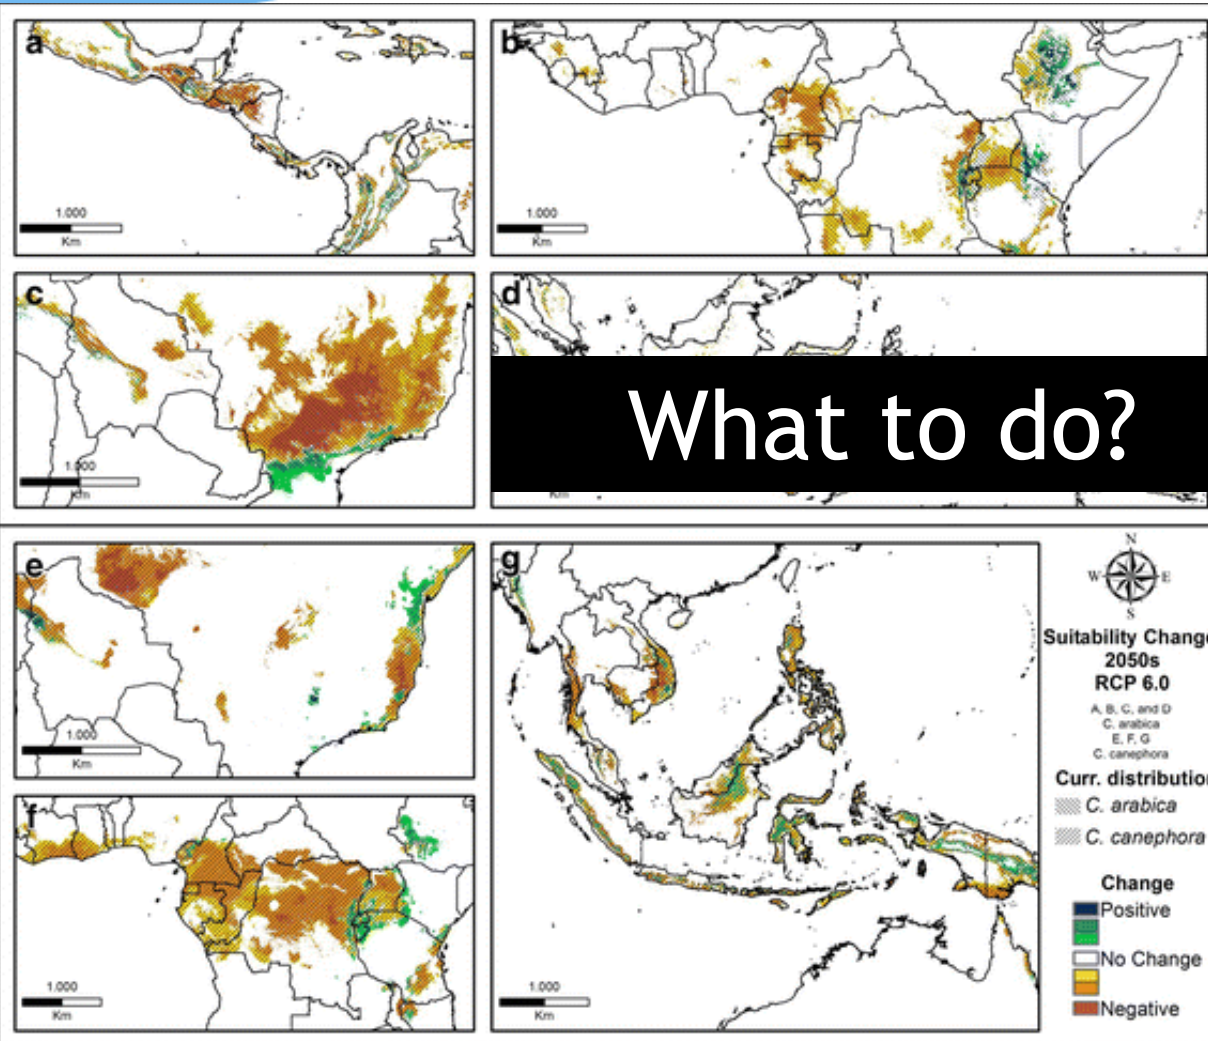 a
b
1.000
Km
1.000
Km
c
d
What to do?
1.000
Km
Km
e
g
N
W
E
S
Suitability Chang
2050s
RCP 6.0
A, B, C, and D
C. arabica
E, F, G
C. canephora
Curr. distribution
C. arabica
C. canephora
1.000
Km
f
Change
Positive
No Change
Negative
1.000
Km
1.000
Km